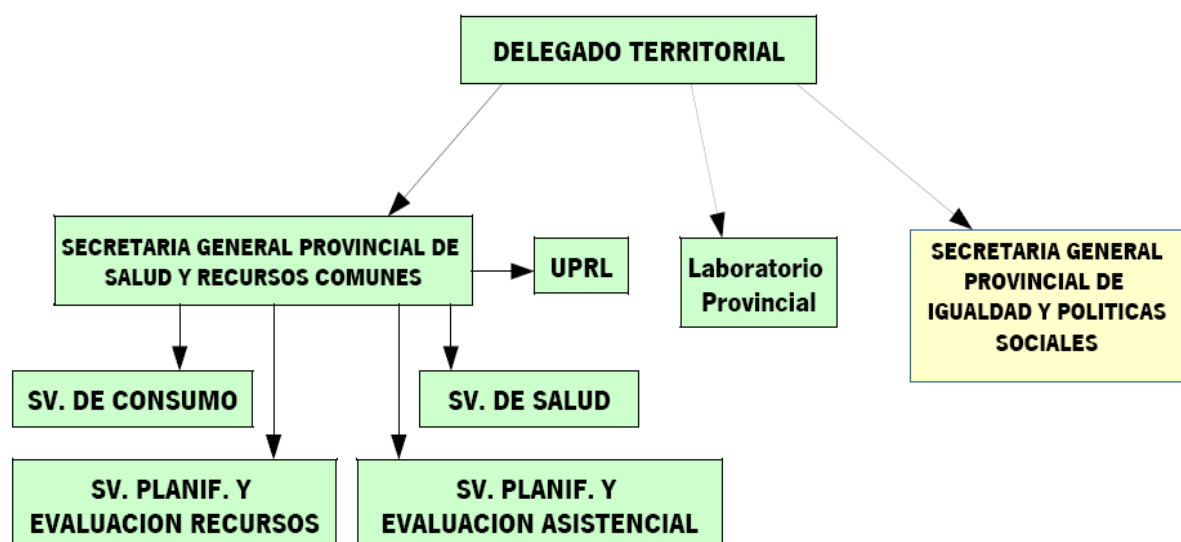 DELEGADO TERRITORIAL
SECRETARIA GENERAL PROVINCIAL DE
SALUD Y RECURSOS COMUNES
UPRL
Laboratorio
Provincial
SECRETARIA GENERAL
PROVINCIAL DE
IGUALDAD Y POLITICAS
SOCIALES
SV. DE CONSUMO
SV. DE SALUD
SV. PLANIF. Y
EVALUACION RECURSOS
SV. PLANIF. Y
EVALUACION ASISTENCIAL